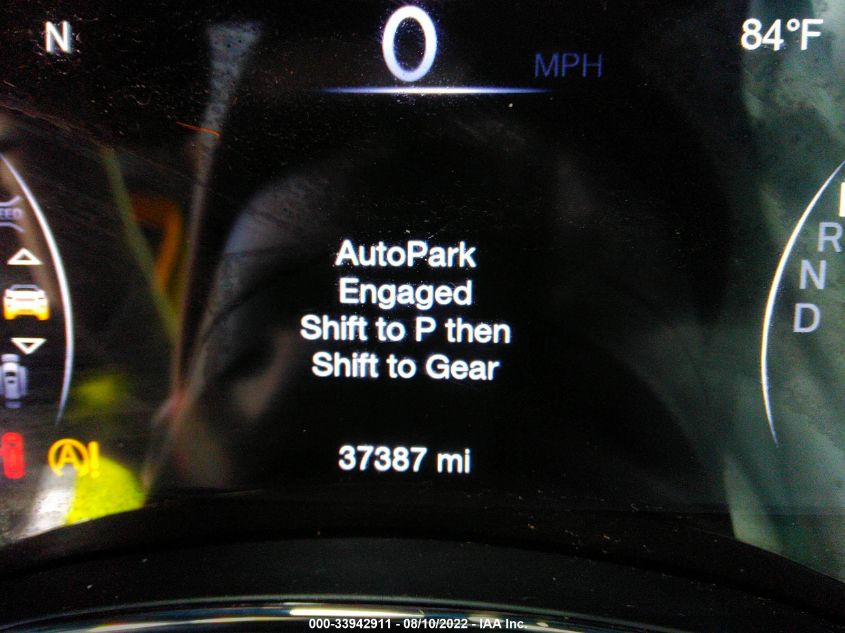 N
0
MPH
84°F
R
N
D
AutoPark
Engaged
Shift to P then
Shift to Gear
37387 mi
A!
000-33942911 - 08/10/2022 - IAA Inc.